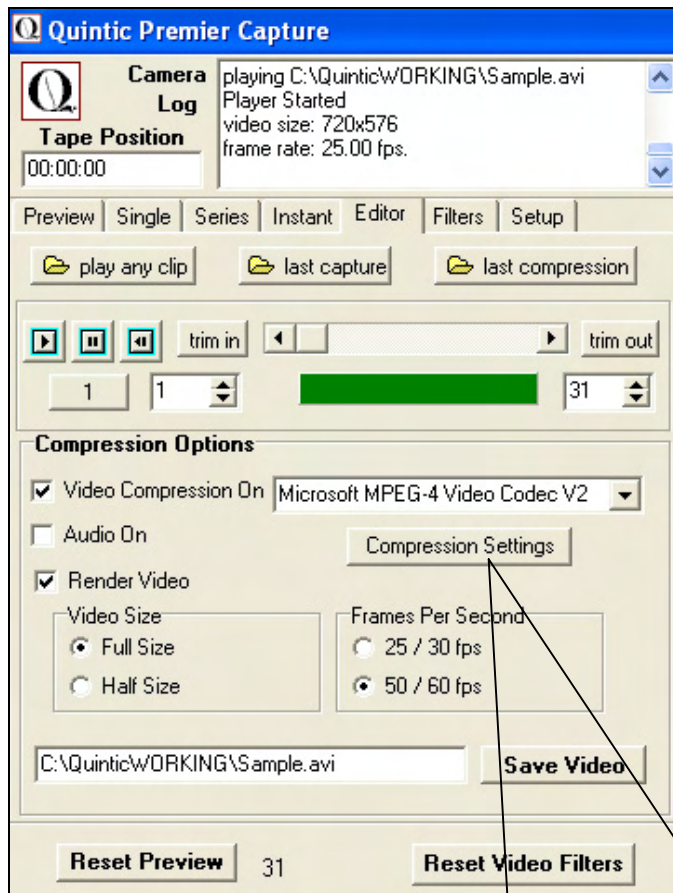 Quintic Premier Capture
Camera Log
playing C:\QuinticWORKING\Sample.avi
Player Started
video size: 720x576
frame rate: 25.00 fps.
Tape Position
00:00:00
Preview Single Series Instant Editor Filters Setup
play any clip last capture last compression
trim in trim out
1 1 31
Compression Options
Video Compression On Microsoft MPEG-4 Video Codec V2
Audio On Compression Settings
Render Video
Video Size Frames Per Second
Full Size 25 / 30 fps
Half Size 50 / 60 fps
C:\QuinticWORKING\Sample.avi Save Video
Reset Preview 31 Reset Video Filters